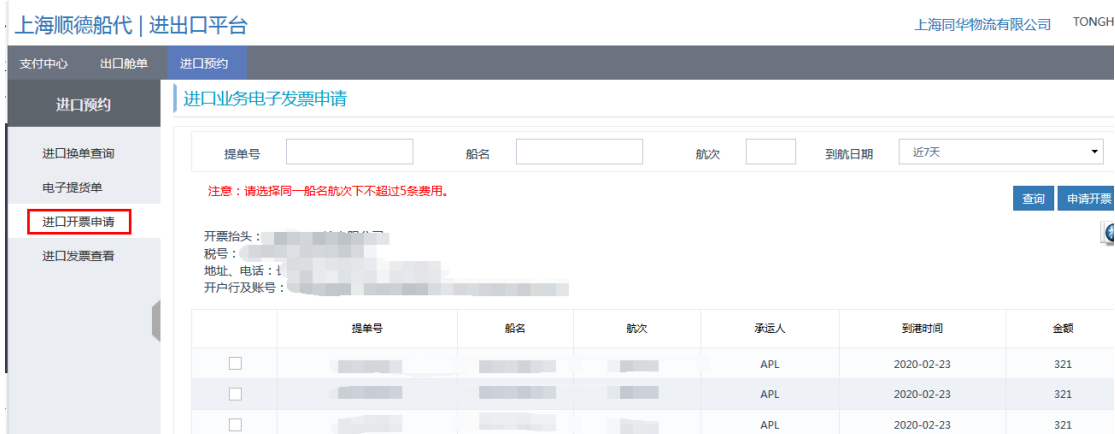 上海顺德船代 | 进出口平台
上海同华物流有限公司 TONGH
支付中心 出口舱单 进口预约
进口预约
进口业务电子发票申请
进口换单查询
电子提货单
进口开票申请
进口发票查看
提单号 船名 航次 到航日期 近7天
注意：请选择同一船名航次下不超过5条费用。
查询 申请开票
开票抬头：
税号：
地址、电话：
开户行及账号：
提单号 船名 航次 承运人 到港时间 金额
APL 2020-02-23 321
APL 2020-02-23 321
APL 2020-02-23 321